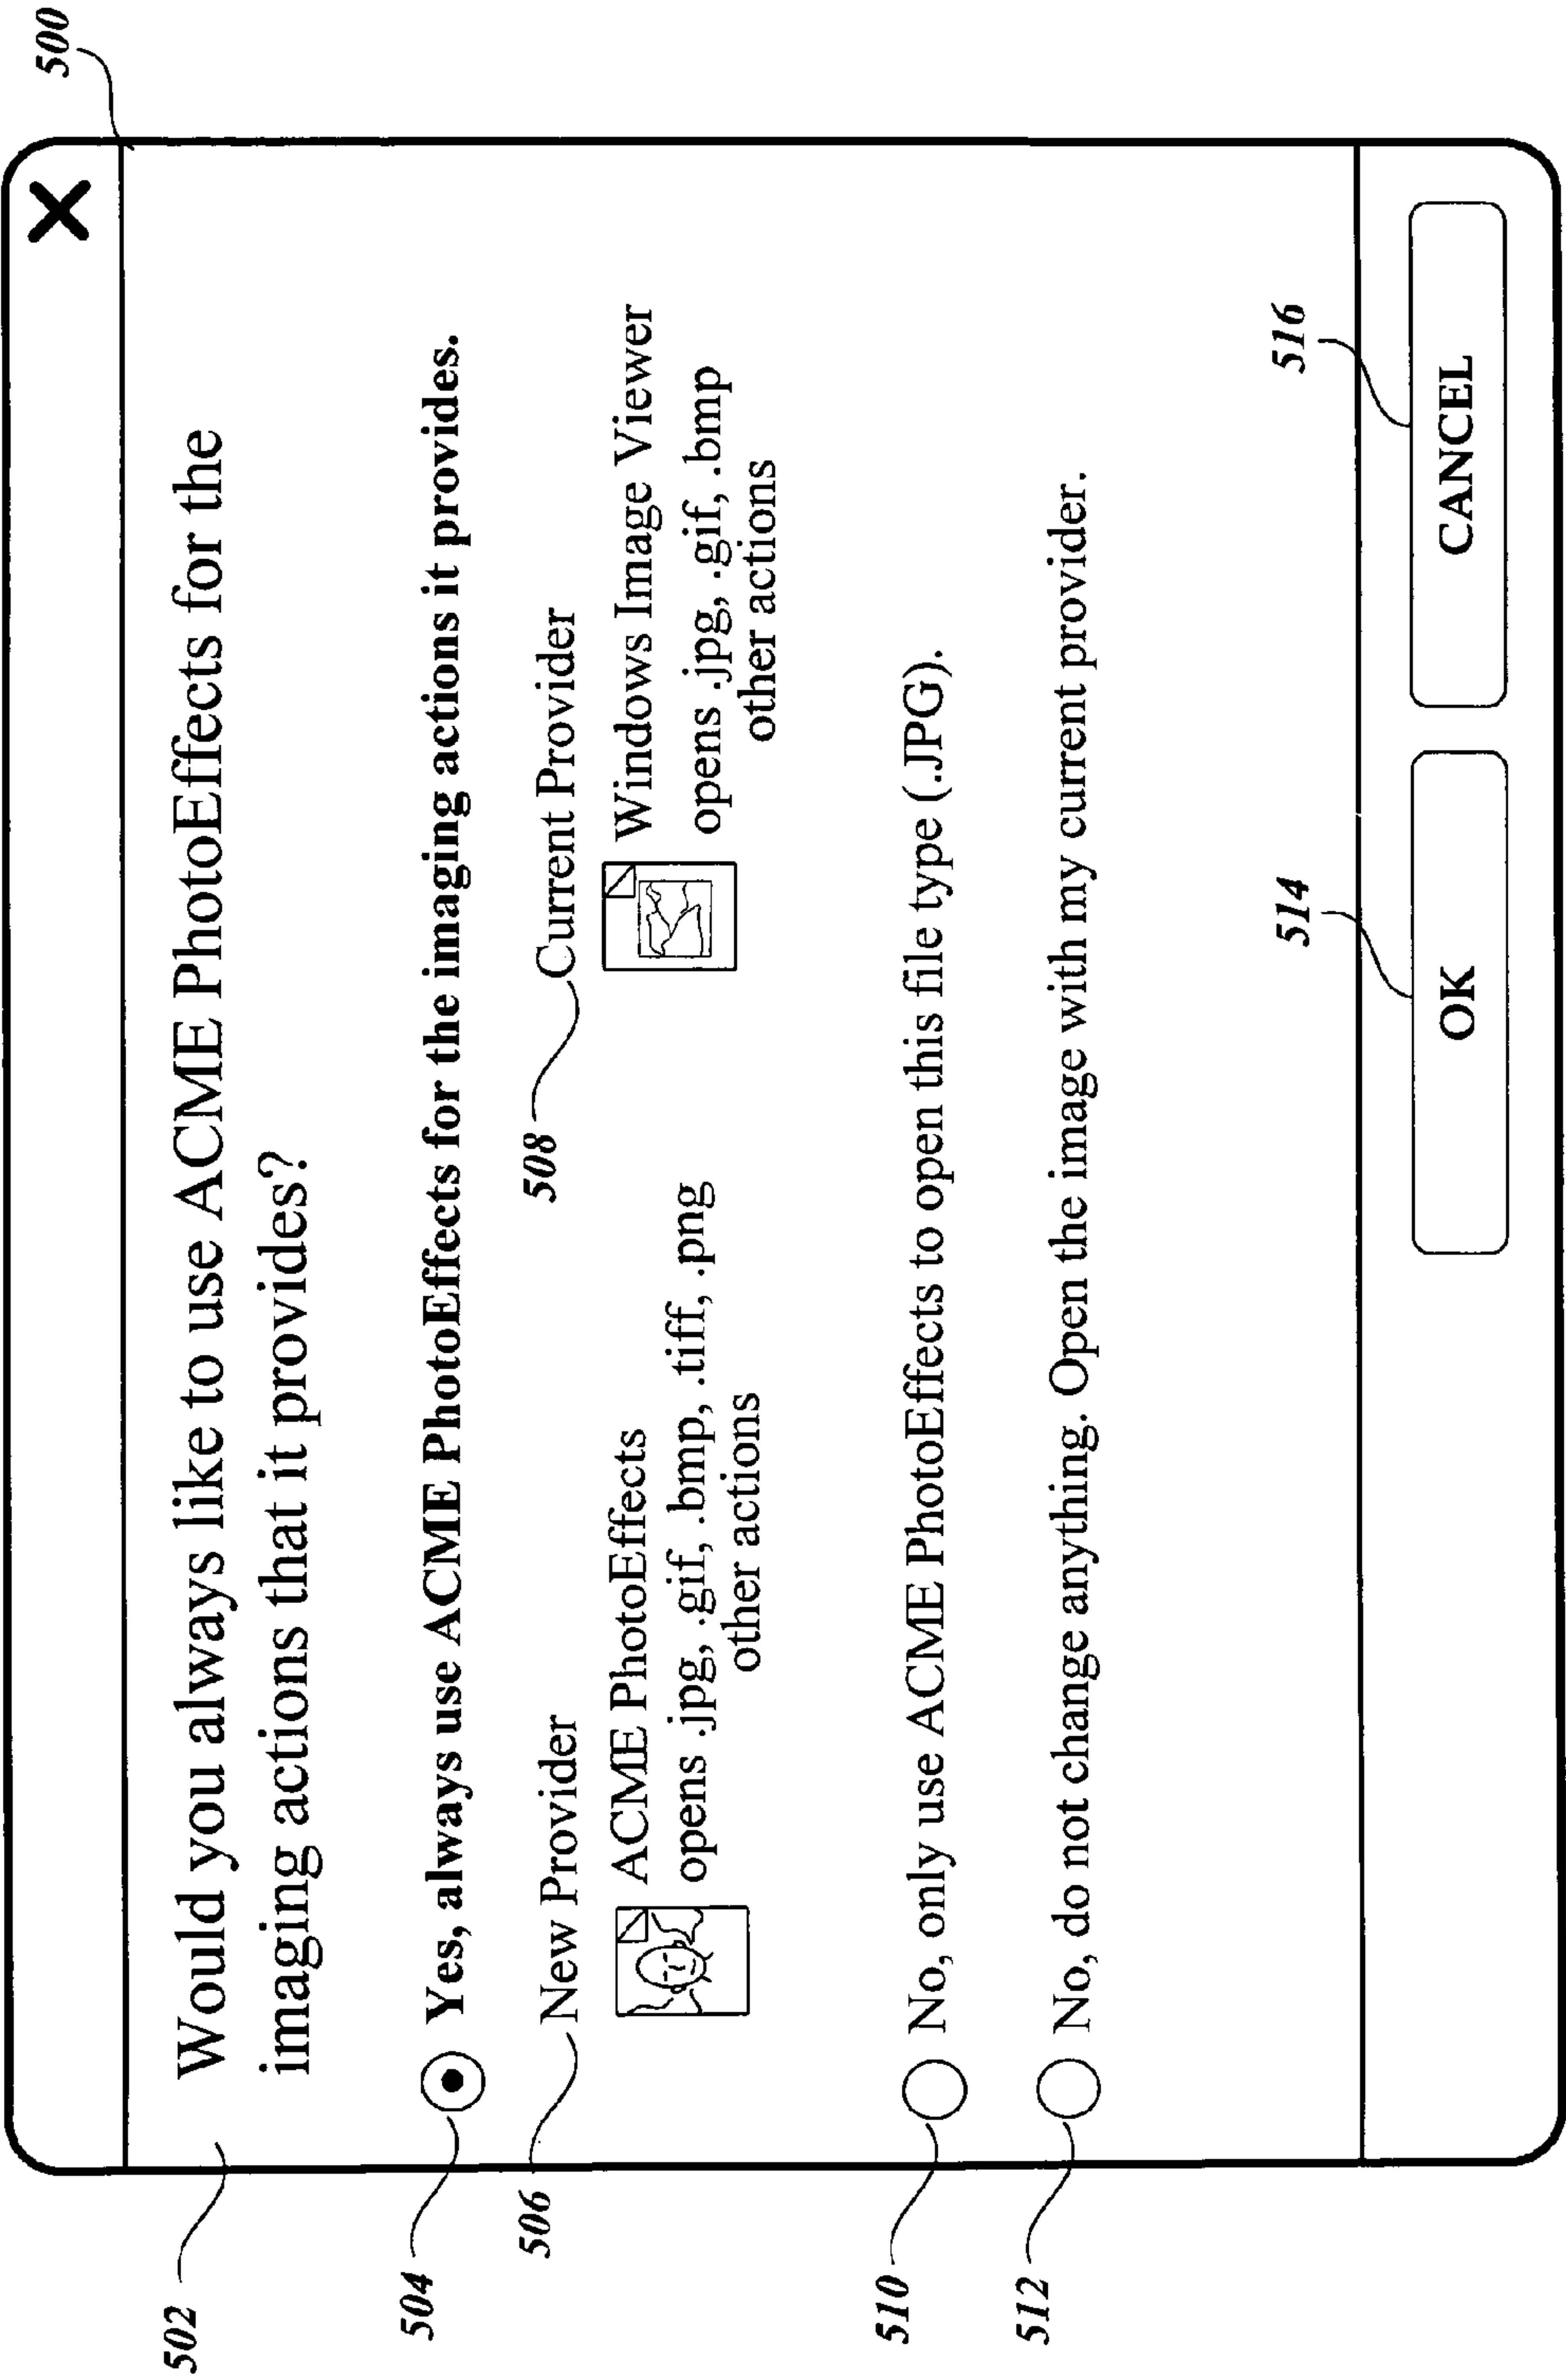 500
502
Would you always like to use ACME PhotoEffects for the
imaging actions that it provides?
504
Yes, always use ACME PhotoEffects for the imaging actions it provides.
506
New Provider
508
Current Provider
ACME PhotoEffects
opens .jpg, .gif, .bmp, .tiff, .png
other actions
Windows Image Viewer
opens .jpg, .gif, .bmp
other actions
510
No, only use ACME PhotoEffects to open this file type (.JPG).
512
No, do not change anything. Open the image with my current provider.
514
516
OK
CANCEL